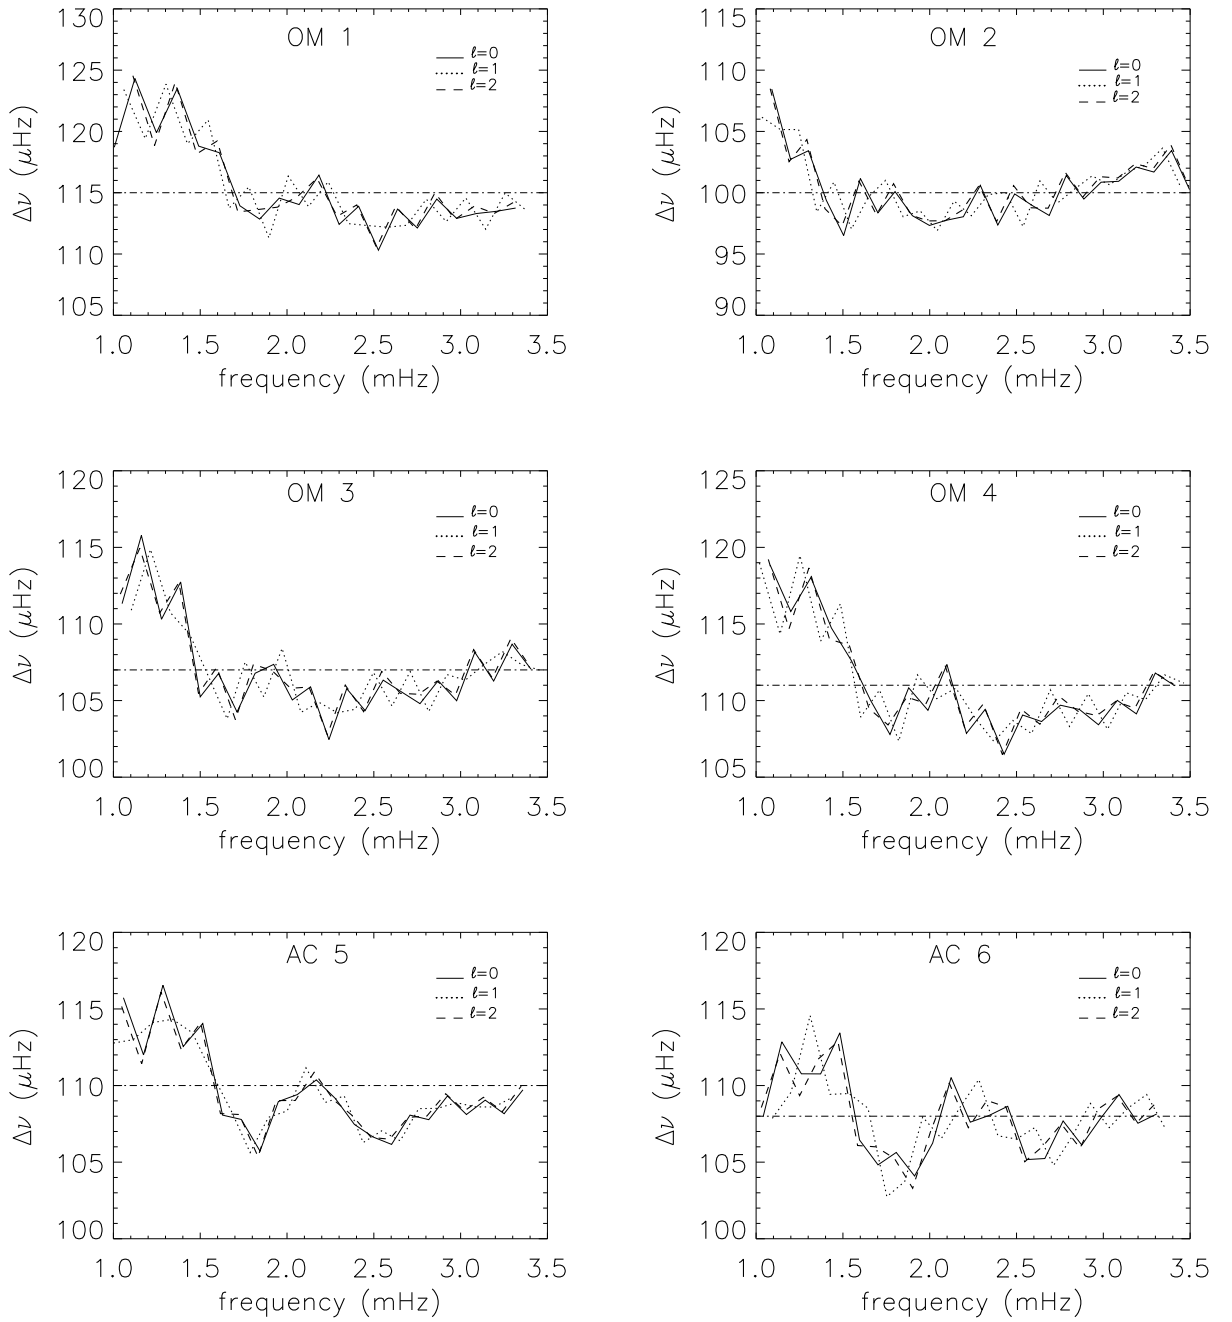 OM 1
130
125
120
115
110
105
Δν (μHz)
ℓ=0
ℓ=1
ℓ=2
1.0 1.5 2.0 2.5 3.0 3.5
frequency (mHz)
OM 2
115
110
105
100
95
90
Δν (μHz)
ℓ=0
ℓ=1
ℓ=2
1.0 1.5 2.0 2.5 3.0 3.5
frequency (mHz)
OM 3
120
115
110
105
100
Δν (μHz)
ℓ=0
ℓ=1
ℓ=2
1.0 1.5 2.0 2.5 3.0 3.5
frequency (mHz)
OM 4
125
120
115
110
105
Δν (μHz)
ℓ=0
ℓ=1
ℓ=2
1.0 1.5 2.0 2.5 3.0 3.5
frequency (mHz)
AC 5
120
115
110
105
100
Δν (μHz)
ℓ=0
ℓ=1
ℓ=2
1.0 1.5 2.0 2.5 3.0 3.5
frequency (mHz)
AC 6
120
115
110
105
100
Δν (μHz)
ℓ=0
ℓ=1
ℓ=2
1.0 1.5 2.0 2.5 3.0 3.5
frequency (mHz)